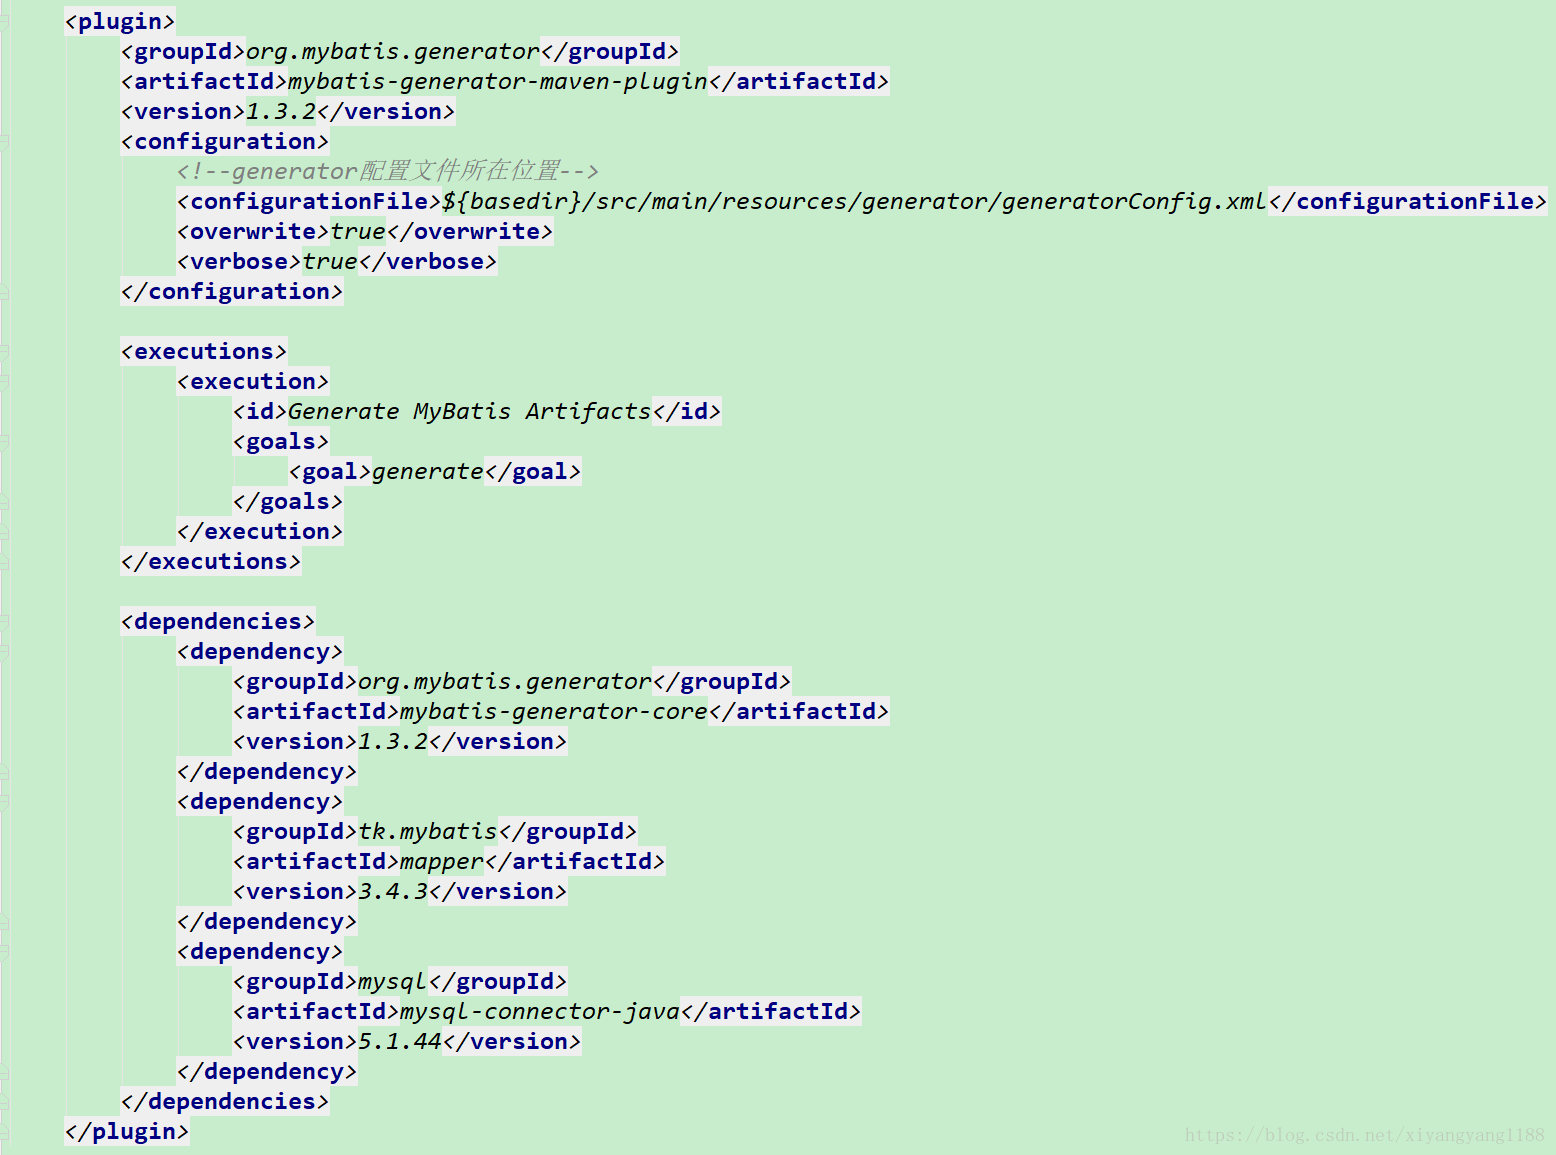 <plugin>
<groupId>org.mybatis.generator</groupId>
<artifactId>mybatis-generator-maven-plugin</artifactId>
<version>1.3.2</version>
<configuration>
<!--generator配置文件所在位置-->
<configurationFile>${basedir}/src/main/resources/generator/generatorConfig.xml</configurationFile>
<overwrite>true</overwrite>
<verbose>true</verbose>
</configuration>
<executions>
<execution>
<id>Generate MyBatis Artifacts</id>
<goals>
<goal>generate</goal>
</goals>
</execution>
</executions>
<dependencies>
<dependency>
<groupId>org.mybatis.generator</groupId>
<artifactId>mybatis-generator-core</artifactId>
<version>1.3.2</version>
</dependency>
<dependency>
<groupId>tk.mybatis</groupId>
<artifactId>mapper</artifactId>
<version>3.4.3</version>
</dependency>
<dependency>
<groupId>mysql</groupId>
<artifactId>mysql-connector-java</artifactId>
<version>5.1.44</version>
</dependency>
</dependencies>
</plugin>
https://blog.csdn.net/xiyangyang1188